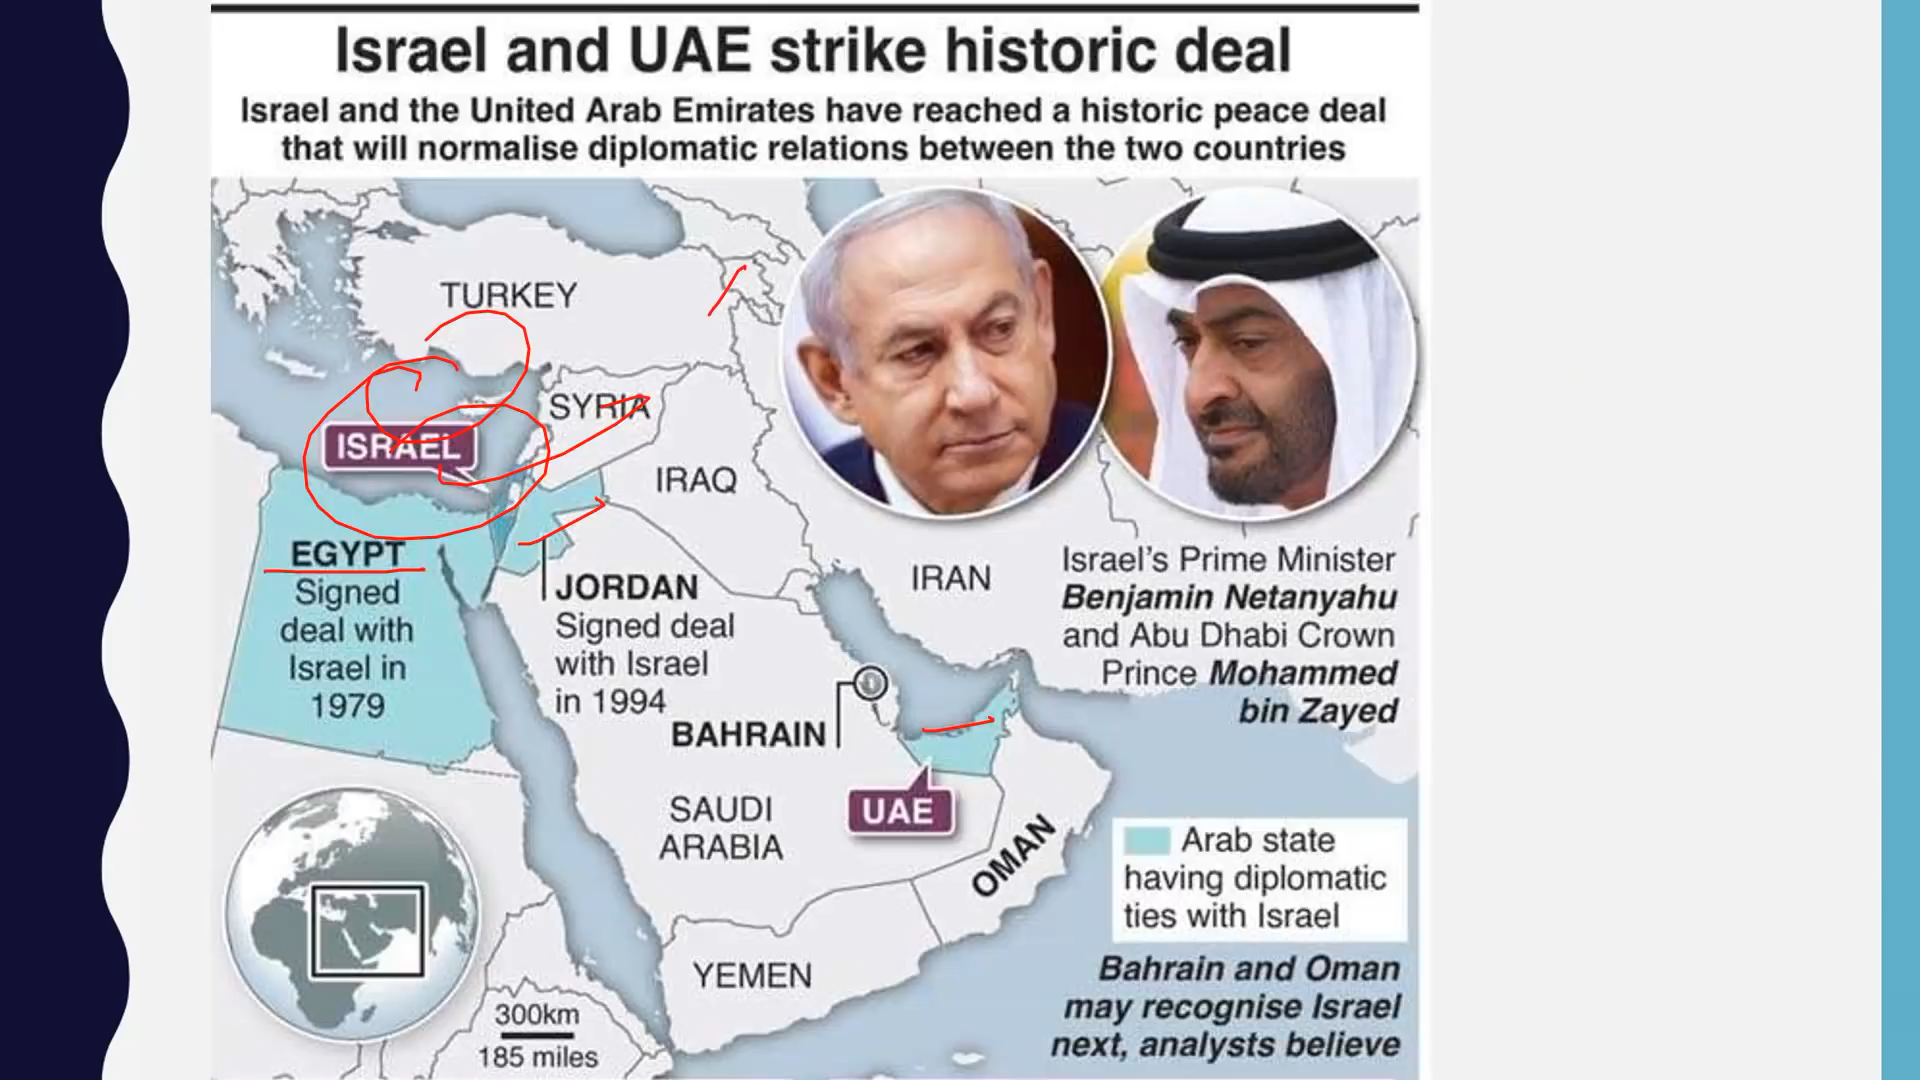 Israel and UAE strike historic deal
Israel and the United Arab Emirates have reached a historic peace deal
that will normalise diplomatic relations between the two countries
TURKEY
SYRIA
ISRAEL
IRAQ
IRAN
EGYPT
Signed
deal with
Israel in
1979
JORDAN
Signed deal
with Israel
in 1994
BAHRAIN
Israel's Prime Minister
Benjamin Netanyahu
and Abu Dhabi Crown
Prince Mohammed
bin Zayed
UAE
SAUDI
ARABIA
OMAN
YEMEN
Arab state
having diplomatic
ties with Israel
Bahrain and Oman
may recognise Israel
next, analysts believe
300km
185 miles